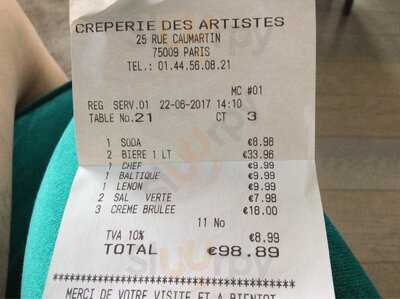 CREPERIE DES ARTISTES
25 RUE CAUMARTIN
75009 PARIS
TEL.: 01.44.56.08.21
MC #01
REG SERV.01 22-06-2017 14:10
TABLE No.21 CT 3
1 SODA €8.98
2 BIERE 1 LT €33.96
1 CHEF €9.99
1 BALTIQUE €9.99
1 LENON €9.99
2 SAL VERTE €7.98
3 CREME BRULEE €18.00
11 No
TVA 10% €8.99
TOTAL €98.89
******************************
MERCI DE VOTRE VISITE ET A BIENTOT